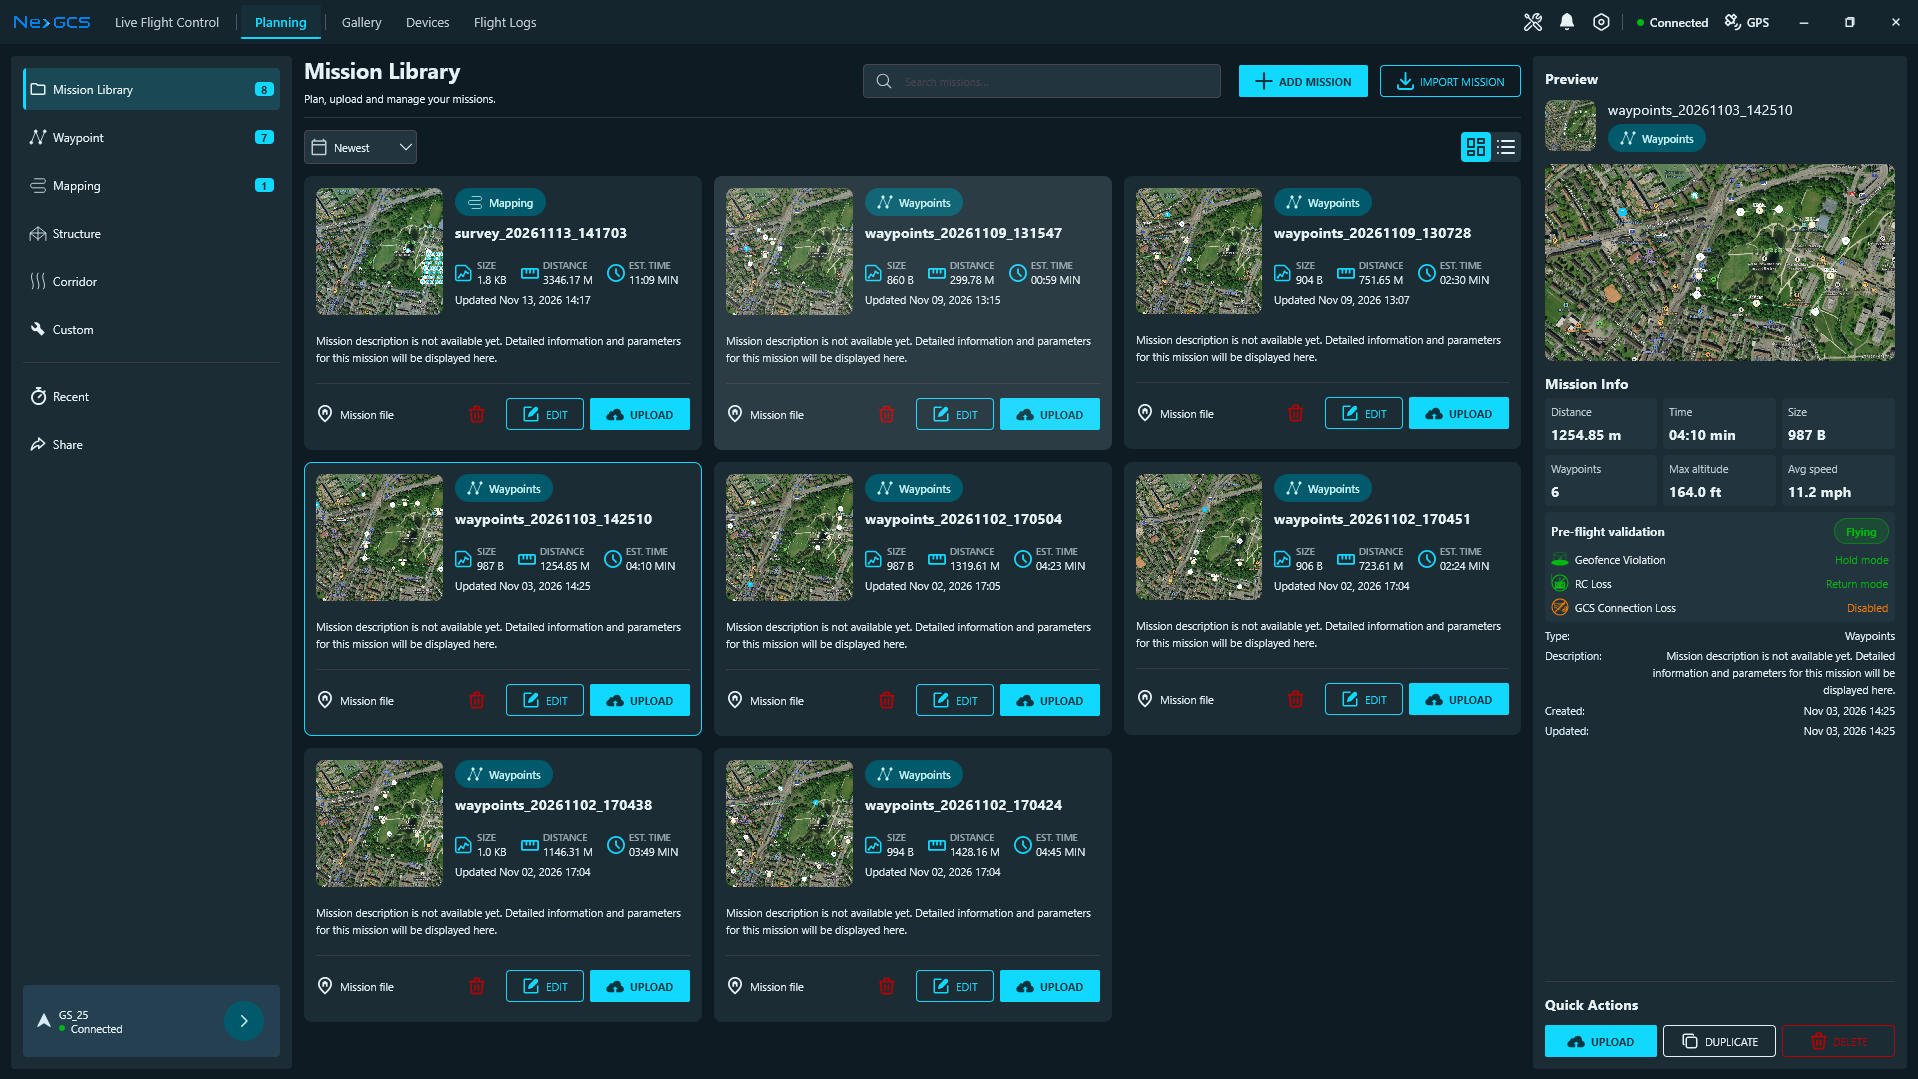 Ne>GCS
Live Flight Control
Planning
Gallery
Devices
Flight Logs
Connected
GPS
Mission Library 8
Waypoint 7
Mapping 1
Structure
Corridor
Custom
Recent
Share
GS_25
Connected
Mission Library
Plan, upload and manage your missions.
Search missions...
ADD MISSION
IMPORT MISSION
Newest
Mapping
survey_20261113_141703
SIZE
1.8 KB
DISTANCE
3346.17 M
EST. TIME
11:09 MIN
Updated Nov 13, 2026 14:17
Mission description is not available yet. Detailed information and parameters
for this mission will be displayed here.
Mission file
EDIT
UPLOAD
Waypoints
waypoints_20261109_131547
SIZE
860 B
DISTANCE
299.78 M
EST. TIME
00:59 MIN
Updated Nov 09, 2026 13:15
Mission description is not available yet. Detailed information and parameters
for this mission will be displayed here.
Mission file
EDIT
UPLOAD
Waypoints
waypoints_20261109_130728
SIZE
904 B
DISTANCE
751.65 M
EST. TIME
02:30 MIN
Updated Nov 09, 2026 13:07
Mission description is not available yet. Detailed information and parameters
for this mission will be displayed here.
Mission file
EDIT
UPLOAD
Waypoints
waypoints_20261103_142510
SIZE
987 B
DISTANCE
1254.85 M
EST. TIME
04:10 MIN
Updated Nov 03, 2026 14:25
Mission description is not available yet. Detailed information and parameters
for this mission will be displayed here.
Mission file
EDIT
UPLOAD
Waypoints
waypoints_20261102_170504
SIZE
987 B
DISTANCE
1319.61 M
EST. TIME
04:23 MIN
Updated Nov 02, 2026 17:05
Mission description is not available yet. Detailed information and parameters
for this mission will be displayed here.
Mission file
EDIT
UPLOAD
Waypoints
waypoints_20261102_170451
SIZE
906 B
DISTANCE
723.61 M
EST. TIME
02:24 MIN
Updated Nov 02, 2026 17:04
Mission description is not available yet. Detailed information and parameters
for this mission will be displayed here.
Mission file
EDIT
UPLOAD
Waypoints
waypoints_20261102_170438
SIZE
1.0 KB
DISTANCE
1146.31 M
EST. TIME
03:49 MIN
Updated Nov 02, 2026 17:04
Mission description is not available yet. Detailed information and parameters
for this mission will be displayed here.
Mission file
EDIT
UPLOAD
Waypoints
waypoints_20261102_170424
SIZE
994 B
DISTANCE
1428.16 M
EST. TIME
04:45 MIN
Updated Nov 02, 2026 17:04
Mission description is not available yet. Detailed information and parameters
for this mission will be displayed here.
Mission file
EDIT
UPLOAD
Preview
waypoints_20261103_142510
Waypoints
Mission Info
Distance
1254.85 m
Time
04:10 min
Size
987 B
Waypoints
6
Max altitude
164.0 ft
Avg speed
11.2 mph
Pre-flight validation Flying
Geofence Violation Hold mode
RC Loss Return mode
GCS Connection Loss Disabled
Type: Waypoints
Description: Mission description is not available yet. Detailed
information and parameters for this mission will be
displayed here.
Created: Nov 03, 2026 14:25
Updated: Nov 03, 2026 14:25
Quick Actions
UPLOAD
DUPLICATE
DELETE